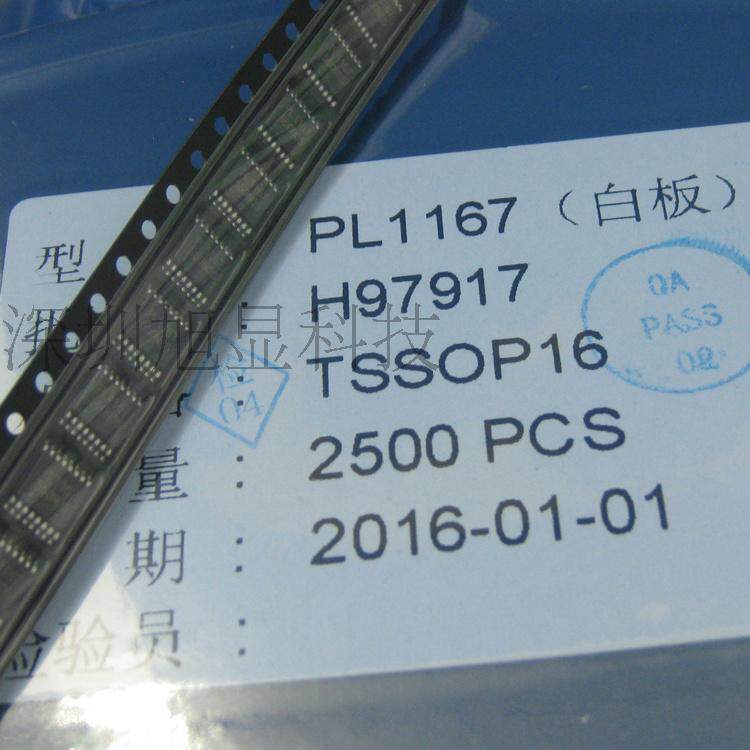 型 PL1167（白板）
: H97917
: TSSOP16
量 : 2500 PCS
期 : 2016-01-01
检验员 :
QA
PASS
02
04
深圳旭显科技